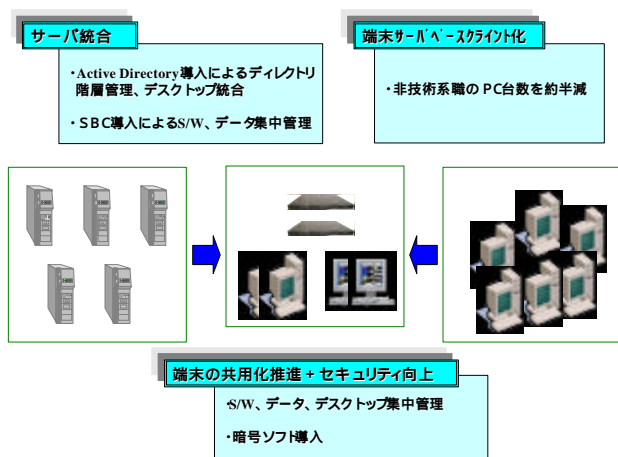 サーバ統合
・Active Directory導入によるディレクトリ
階層管理、デスクトップ統合
・ＳＢＣ導入によるS/W、データ集中管理
端末サーバベースクライント化
・非技術系職の PC台数を約半減
端末の共用化推進 + セキュリティ向上
・S/W、データ、デスクトップ集中管理
・暗号ソフト導入